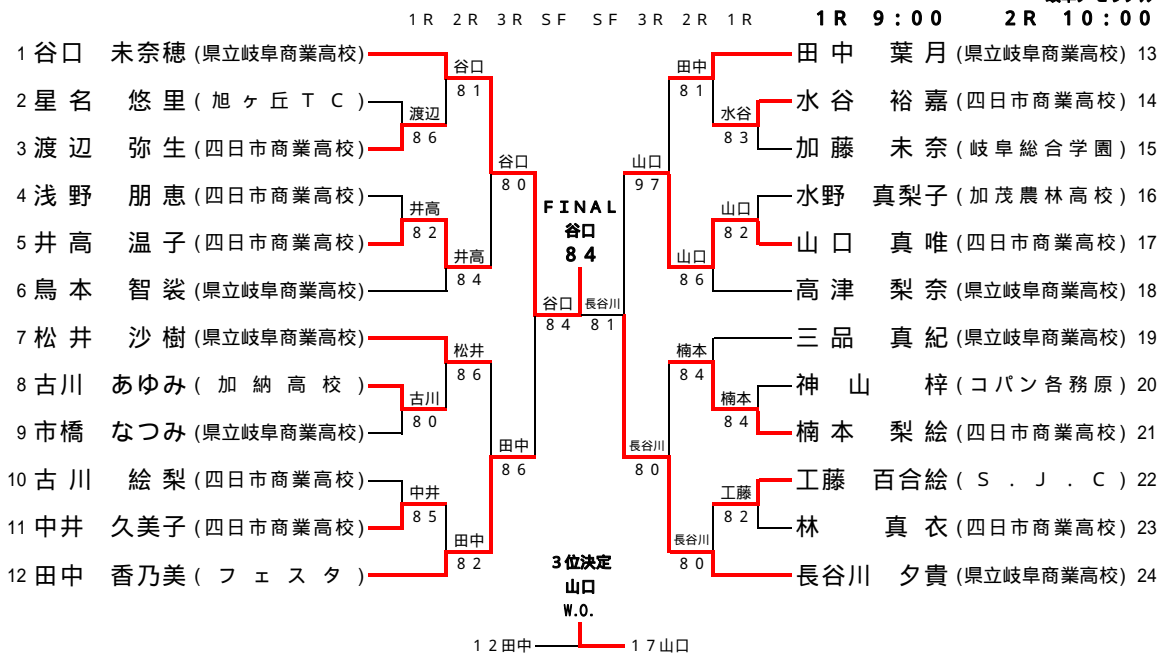 1R 2R 3R SF SF 3R 2R 1R 1R 9:00 2R 10:00
1 谷口 未奈穂 (県立岐阜商業高校)
2 星名 悠里 (旭ヶ丘TC)
3 渡辺 弥生 (四日市商業高校)
4 浅野 朋恵 (四日市商業高校)
5 井高 温子 (四日市商業高校)
6 鳥本 智裟 (県立岐阜商業高校)
7 松井 沙樹 (県立岐阜商業高校)
8 古川 あゆみ (加納高校)
9 市橋 なつみ (県立岐阜商業高校)
10 古川 絵梨 (四日市商業高校)
11 中井 久美子 (四日市商業高校)
12 田中 香乃美 (フェスタ)
渡辺
86
井高
82
古川
80
中井
85
谷口
81
井高
84
松井
86
田中
82
谷口
80
田中
86
谷口
84
FINAL
谷口
84
長谷川
81
山口
97
長谷川
80
田中
81
山口
86
楠本
84
長谷川
80
水谷
83
山口
82
楠本
84
工藤
82
田中 葉月 (県立岐阜商業高校) 13
水谷 裕嘉 (四日市商業高校) 14
加藤 未奈 (岐阜総合学園) 15
水野 真梨子 (加茂農林高校) 16
山口 真唯 (四日市商業高校) 17
高津 梨奈 (県立岐阜商業高校) 18
三品 真紀 (県立岐阜商業高校) 19
神山 梓 (コパン各務原) 20
楠本 梨絵 (四日市商業高校) 21
工藤 百合絵 (S.J.C) 22
林 真衣 (四日市商業高校) 23
長谷川 夕貴 (県立岐阜商業高校) 24
3位決定
山口
W.O.
12田中 17山口